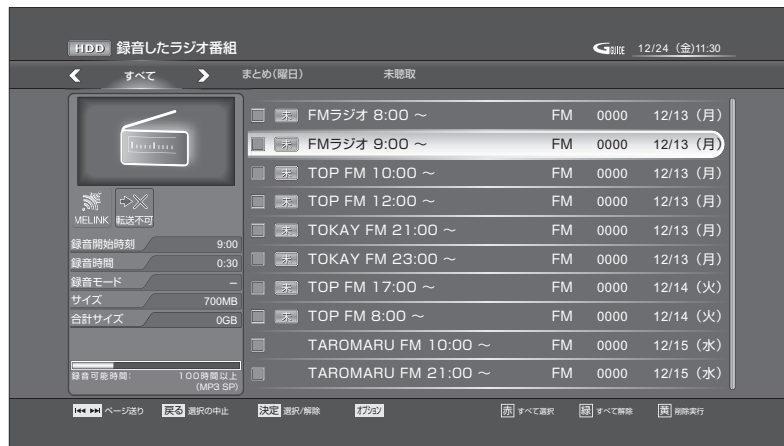 HDD 録音したラジオ番組
GGUIDE 12/24（金)11:30
すべて まとめ(曜日） 未聴取
未 FMラジオ 8:00 ～ FM 0000 12/13（月）
未 FMラジオ 9:00 ～ FM 0000 12/13（月）
未 TOP FM 10:00 ～ FM 0000 12/13（月）
未 TOP FM 12:00 ～ FM 0000 12/13（月）
未 TOKAY FM 21:00 ～ FM 0000 12/13（月）
未 TOKAY FM 23:00 ～ FM 0000 12/13（月）
未 TOP FM 17:00 ～ FM 0000 12/14（火）
未 TOP FM 8:00 ～ FM 0000 12/14（火）
TAROMARU FM 10:00 ～ FM 0000 12/15（水）
TAROMARU FM 21:00 ～ FM 0000 12/15（水）
MELINK 転送不可
録音開始時刻 9:00
録音時間 0:30
録音モード －
サイズ 700MB
合計サイズ 0GB
録音可能時間: 100時間以上
(MP3 SP)
ページ送り 戻る 選択の中止 決定 選択/解除 オプション 赤 すべて選択 緑 すべて解除 黄 削除実行